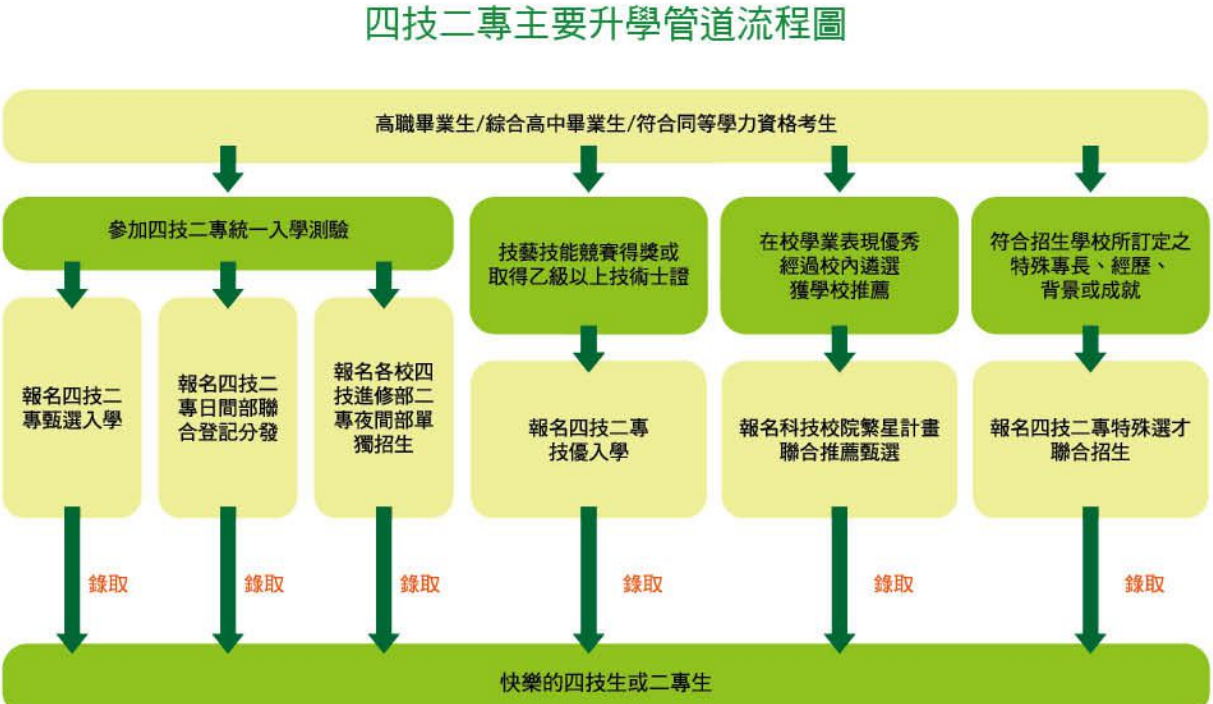 四技二專主要升學管道流程圖
高職畢業生/綜合高中畢業生/符合同等學力資格考生
參加四技二專統一入學測驗
技藝技能競賽得獎或
取得乙級以上技術士證
在校學業表現優秀
經過校內遴選
獲學校推薦
符合招生學校所訂定之
特殊專長、經歷、
背景或成就
報名四技二
專甄選入學
報名四技二
專日間部聯
合登記分發
報名各校四
技進修部二
專夜間部單
獨招生
報名四技二專
技優入學
報名科技校院繁星計畫
聯合推薦甄選
報名四技二專特殊選才
聯合招生
錄取
錄取
錄取
錄取
錄取
錄取
快樂的四技生或二專生